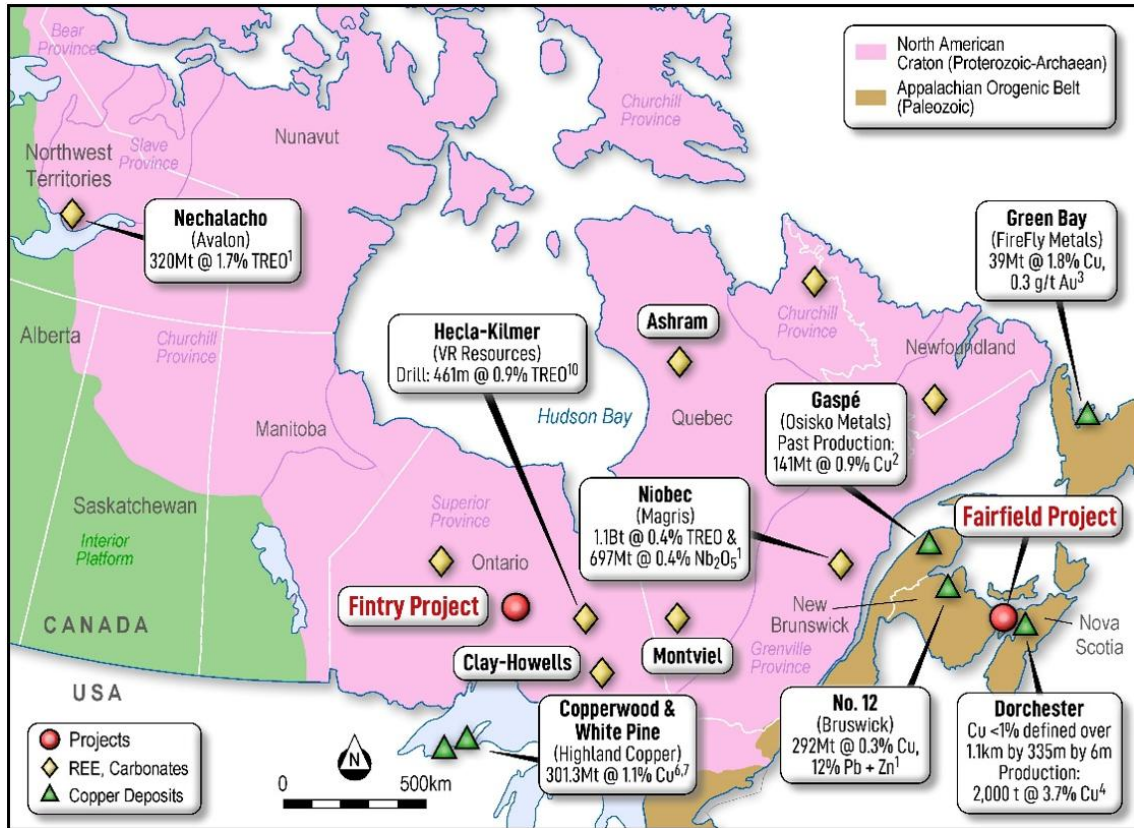 Bear
Province
North American
Craton (Proterozoic-Archaean)
Appalachian Orogenic Belt
(Paleozoic)
Churchill
Province
Nunavut
Slave
Province
Northwest
Territories
Nechalacho
(Avalon)
320Mt @ 1.7% TREO¹
Green Bay
(FireFly Metals)
39Mt @ 1.8% Cu,
0.3 g/t Au³
Alberta
Churchill
Province
Hecla-Kilmer
(VR Resources)
Drill: 461m @ 0.9% TREO¹⁰
Ashram
Churchill
Province
Newfoundland
Hudson Bay
Quebec
Gaspé
(Osisko Metals)
Past Production:
141Mt @ 0.9% Cu²
Manitoba
Saskatchewan
Interior
Platform
Superior
Province
Ontario
Niobec
(Magris)
1.1Bt @ 0.4% TREO &
697Mt @ 0.4% Nb₂O₅¹
Fairfield Project
Fintry Project
New
Brunswick
Nova
Scotia
CANADA
Clay-Howells
Montviel
Grenville
Province
USA
Copperwood &
White Pine
(Highland Copper)
301.3Mt @ 1.1% Cu⁶,⁷
No. 12
(Bruswick)
292Mt @ 0.3% Cu,
12% Pb + Zn¹
Dorchester
Cu <1% defined over
1.1km by 335m by 6m
Production:
2,000 t @ 3.7% Cu⁴
Projects
REE, Carbonates
Copper Deposits
N
0 500km